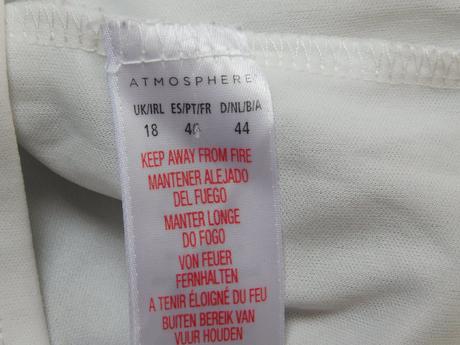 ATMOSPHERE
UK/IRL ES/PT/FR D/NL/B/A
18 46 44
KEEP AWAY FROM FIRE
MANTENER ALEJADO
DEL FUEGO
MANTER LONGE
DO FOGO
VON FEUER
FERNHALTEN
A TENIR ÉLOIGNÉ DU FEU
BUITEN BEREIK VAN
VUUR HOUDEN